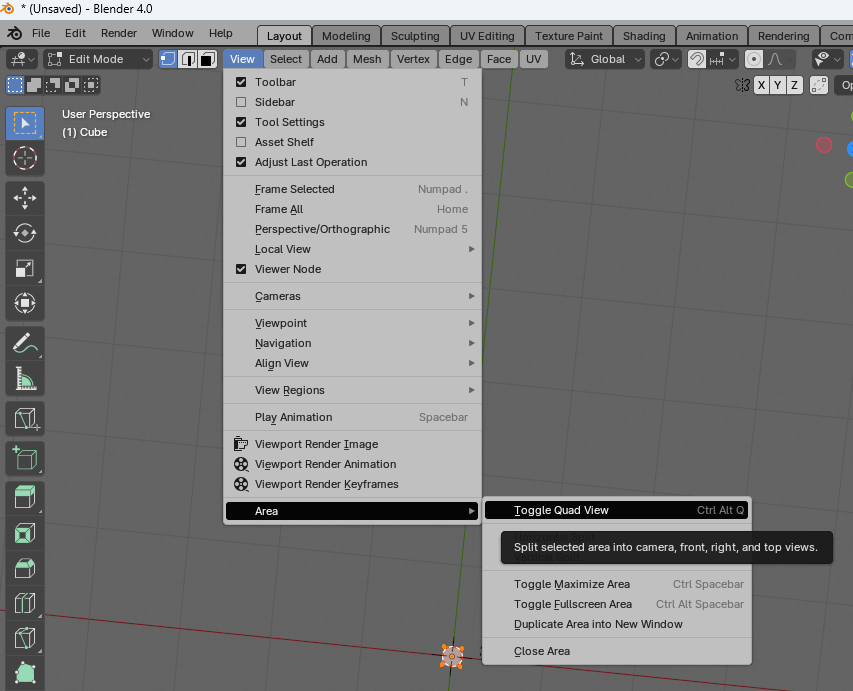 * (Unsaved) - Blender 4.0
File Edit Render Window Help Layout Modeling Sculpting UV Editing Texture Paint Shading Animation Rendering Com
Edit Mode View Select Add Mesh Vertex Edge Face UV Global
X Y Z Op
User Perspective
(1) Cube
Toolbar T
Sidebar N
Tool Settings
Asset Shelf
Adjust Last Operation
Frame Selected Numpad .
Frame All Home
Perspective/Orthographic Numpad 5
Local View
Viewer Node
Cameras
Viewpoint
Navigation
Align View
View Regions
Play Animation Spacebar
Viewport Render Image
Viewport Render Animation
Viewport Render Keyframes
Area
Toggle Quad View Ctrl Alt Q
Split selected area into camera, front, right, and top views.
Toggle Maximize Area Ctrl Spacebar
Toggle Fullscreen Area Ctrl Alt Spacebar
Duplicate Area into New Window
Close Area